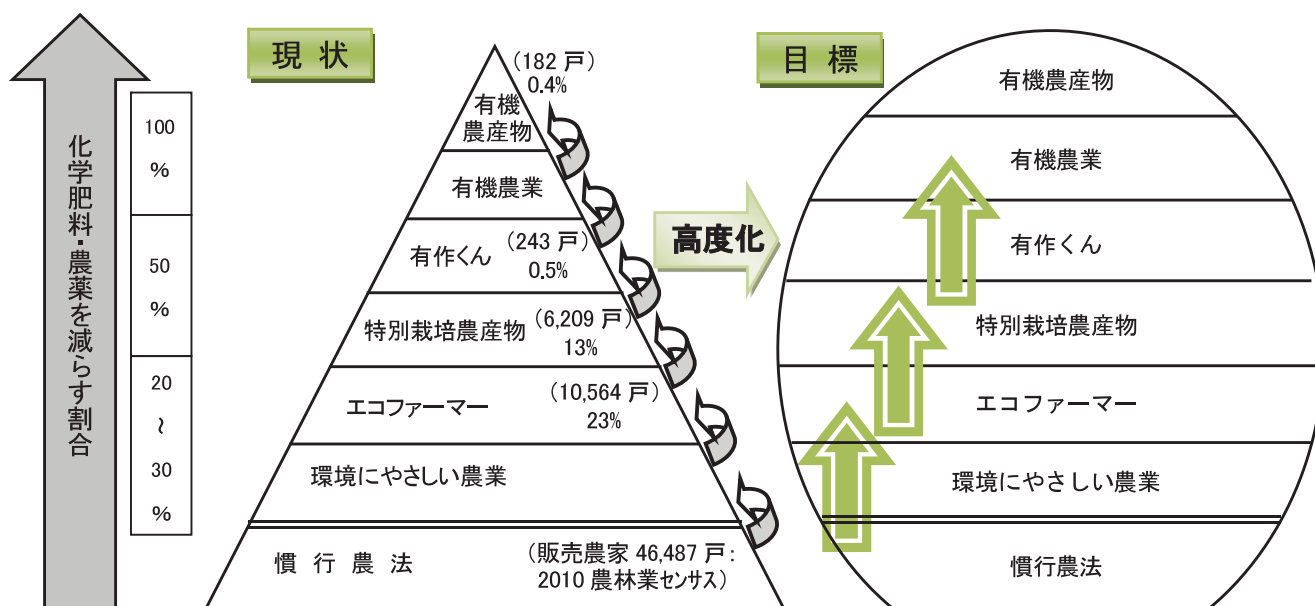 化学肥料・農薬を減らす割合
100
%
50
%
20
~
30
%
現 状
(182 戸)
0.4%
有機
農産物
有機農業
有作くん
(243 戸)
0.5%
特別栽培農産物
(6,209 戸)
13%
エコファーマー
(10,564 戸)
23%
環境にやさしい農業
慣 行 農 法
(販売農家 46,487 戸:
2010 農林業センサス)
高度化
目 標
有機農産物
有機農業
有作くん
特別栽培農産物
エコファーマー
環境にやさしい農業
慣行農法